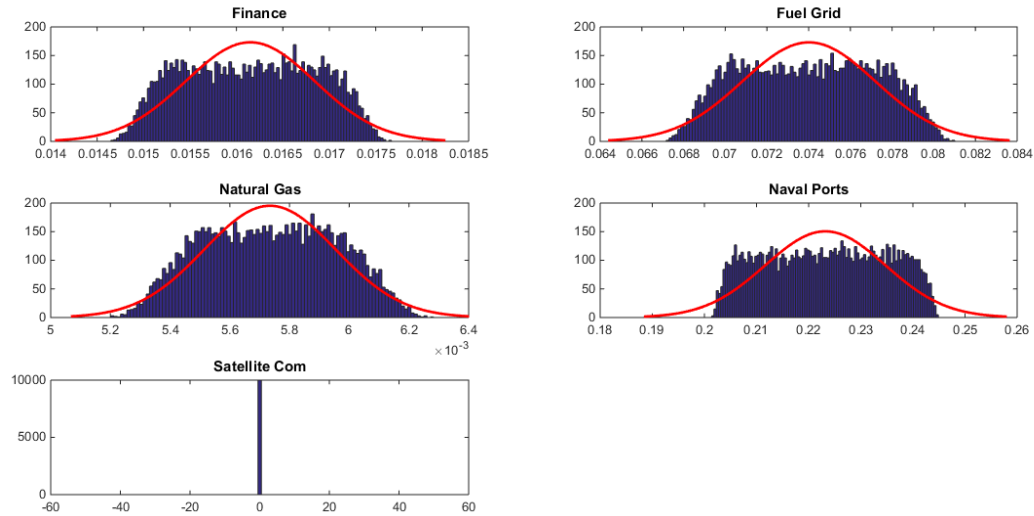 Finance
200
150
100
50
0
0.014 0.0145 0.015 0.0155 0.016 0.0165 0.017 0.0175 0.018 0.0185
Fuel Grid
200
150
100
50
0
0.064 0.066 0.068 0.07 0.072 0.074 0.076 0.078 0.08 0.082 0.084
Natural Gas
200
150
100
50
0
5 5.2 5.4 5.6 5.8 6 6.2 6.4
×10⁻³
Naval Ports
200
150
100
50
0
0.18 0.19 0.2 0.21 0.22 0.23 0.24 0.25 0.26
Satellite Com
10000
5000
0
-60 -40 -20 0 20 40 60